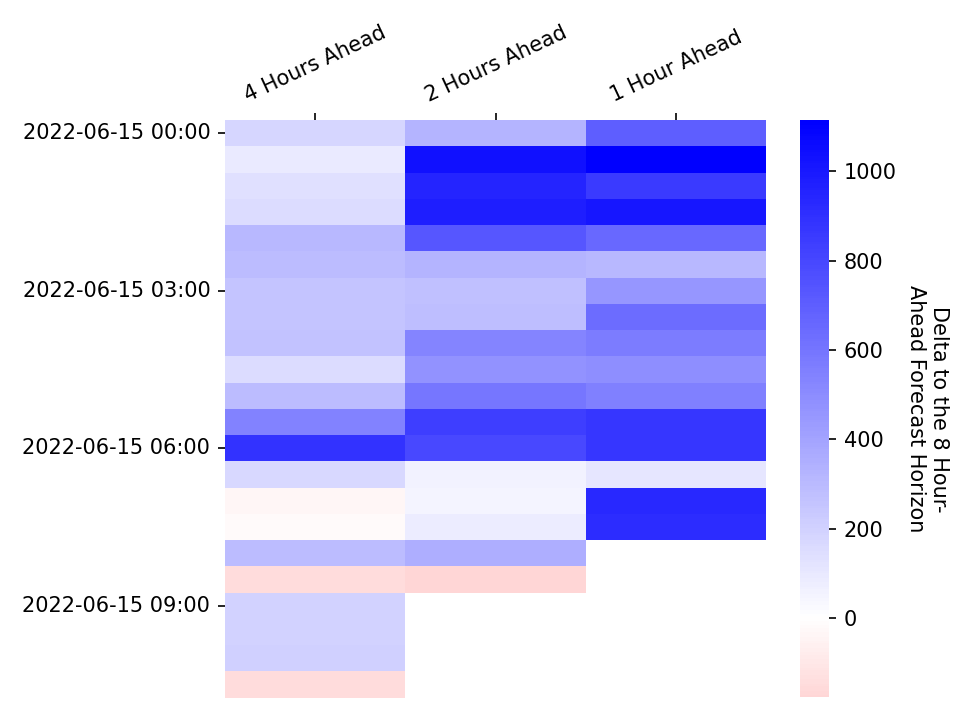 4 Hours Ahead
2 Hours Ahead
1 Hour Ahead
2022-06-15 00:00
2022-06-15 03:00
2022-06-15 06:00
2022-06-15 09:00
1000
800
600
400
200
0
Delta to the 8 Hour-
Ahead Forecast Horizon